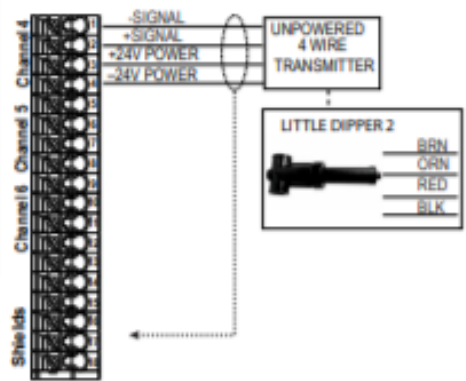 Channel 4
Channel 5
Channel 6
Shields
-SIGNAL
+SIGNAL
+24V POWER
-24V POWER
UNPOWERED
4 WIRE
TRANSMITTER
LITTLE DIPPER 2
BRN
ORN
RED
BLK